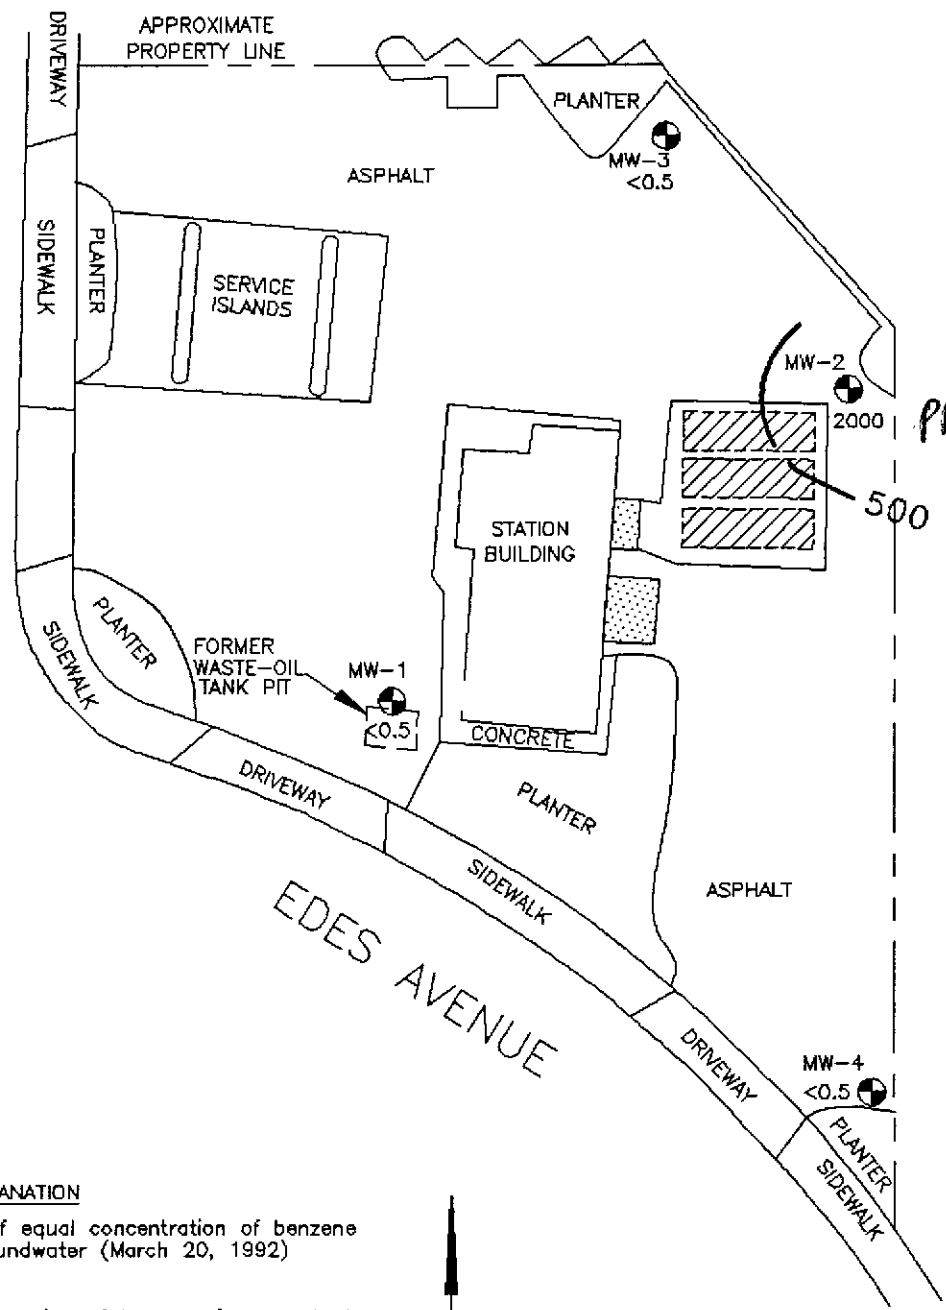 DRIVEWAY
APPROXIMATE
PROPERTY LINE
PLANTER
MW-3
<0.5
ASPHALT
SIDEWALK
PLANTER
SERVICE
ISLANDS
MW-2
2000
500
STATION
BUILDING
SIDEWALK
PLANTER
FORMER
WASTE-OIL
TANK PIT
MW-1
<0.5
CONCRETE
DRIVEWAY
PLANTER
SIDEWALK
ASPHALT
EDES AVENUE
DRIVEWAY
MW-4
<0.5
PLANTER
SIDEWALK
ANATION
f equal concentration of benzene
undwater (March 20, 1992)